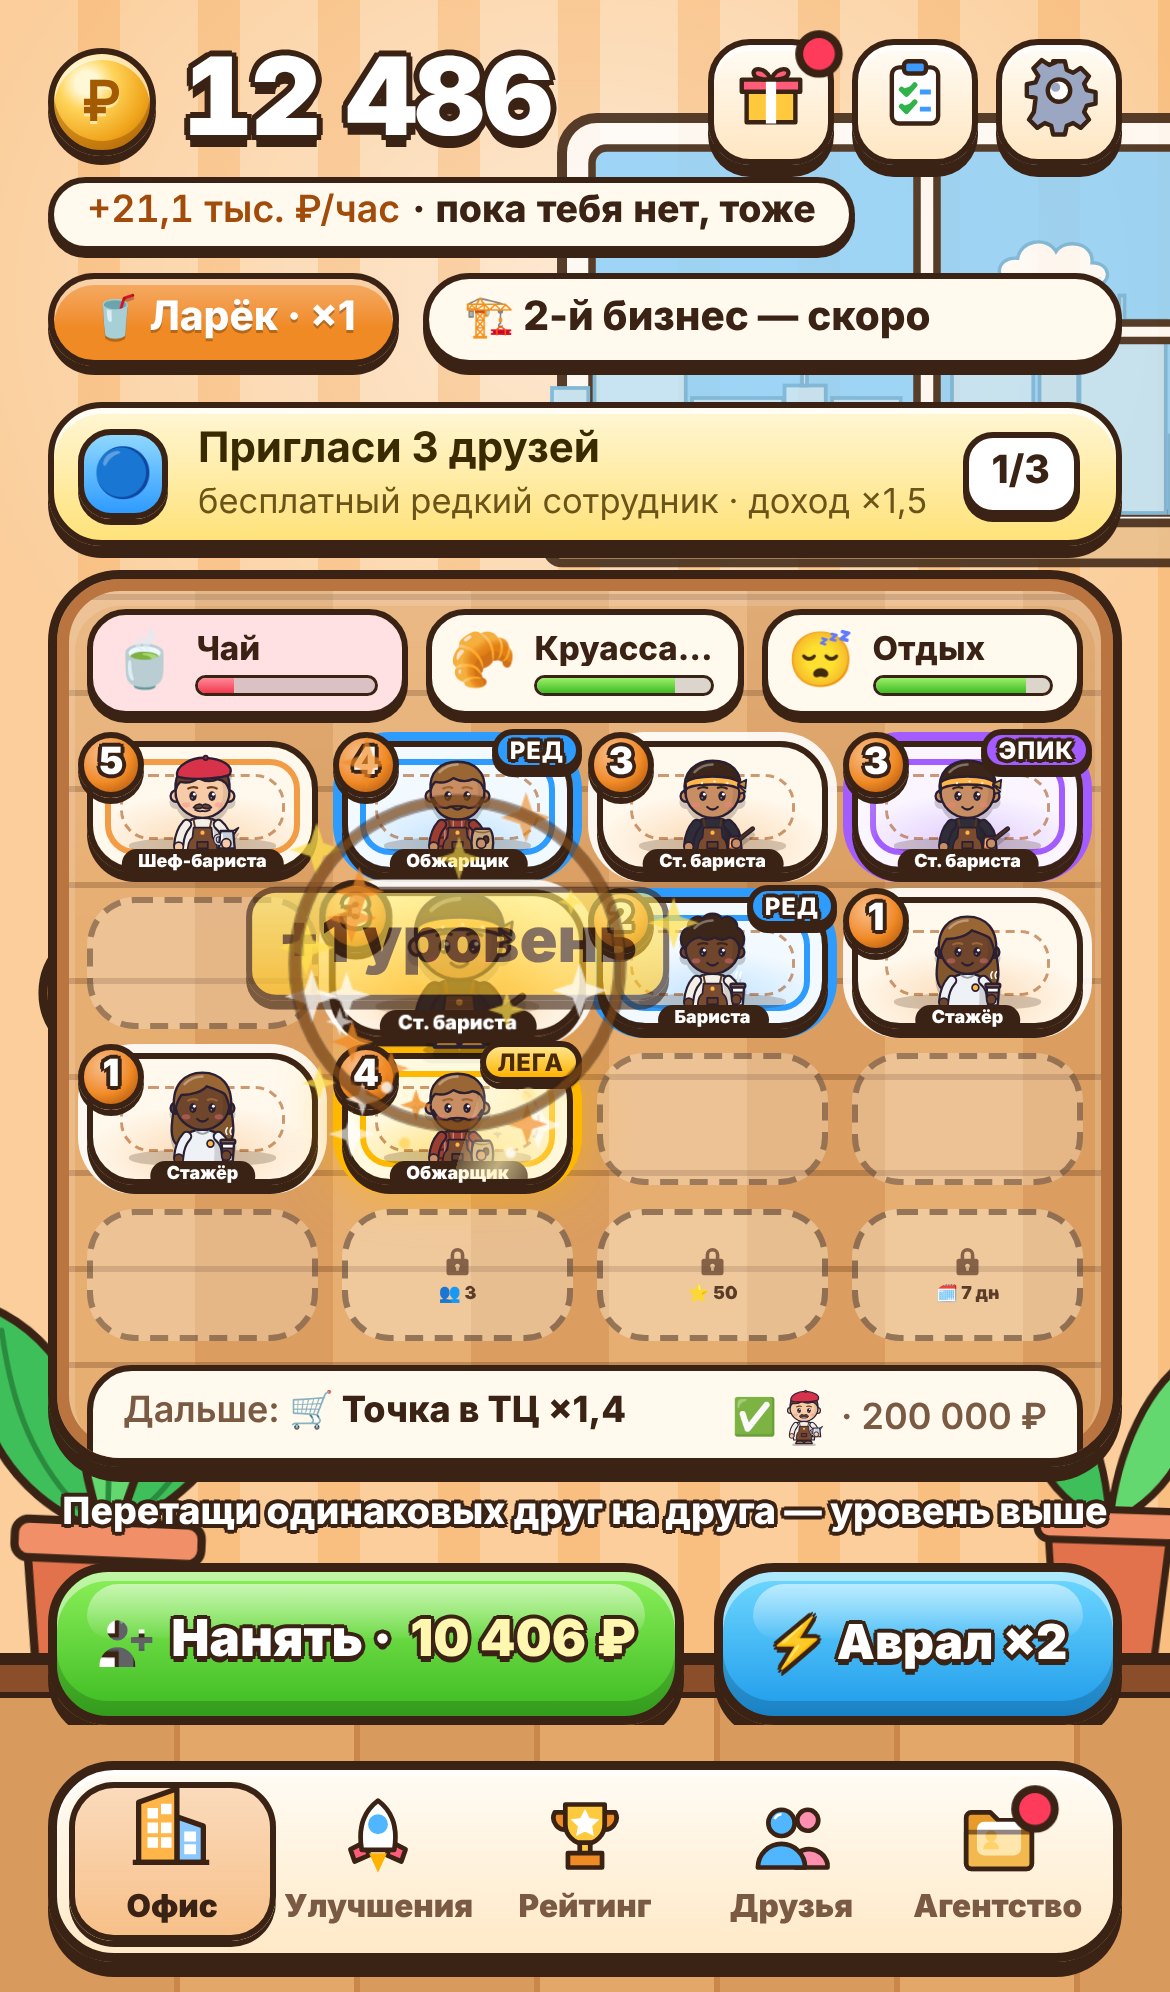 ₽ 12 486
+21,1 тыс. ₽/час · пока тебя нет, тоже
Ларёк · ×1
2-й бизнес — скоро
Пригласи 3 друзей
бесплатный редкий сотрудник · доход ×1,5
1/3
Чай
Круасса...
Отдых
5
Шеф-бариста
4
РЕД
Обжарщик
3
Ст. бариста
3
ЭПИК
Ст. бариста
+1 уровень
3
Ст. бариста
2
РЕД
Бариста
1
Стажёр
1
Стажёр
4
ЛЕГА
Обжарщик
3
50
7 дн
Дальше: Точка в ТЦ ×1,4
· 200 000 ₽
Перетащи одинаковых друг на друга — уровень выше
Нанять · 10 406 ₽
Аврал ×2
Офис
Улучшения
Рейтинг
Друзья
Агентство